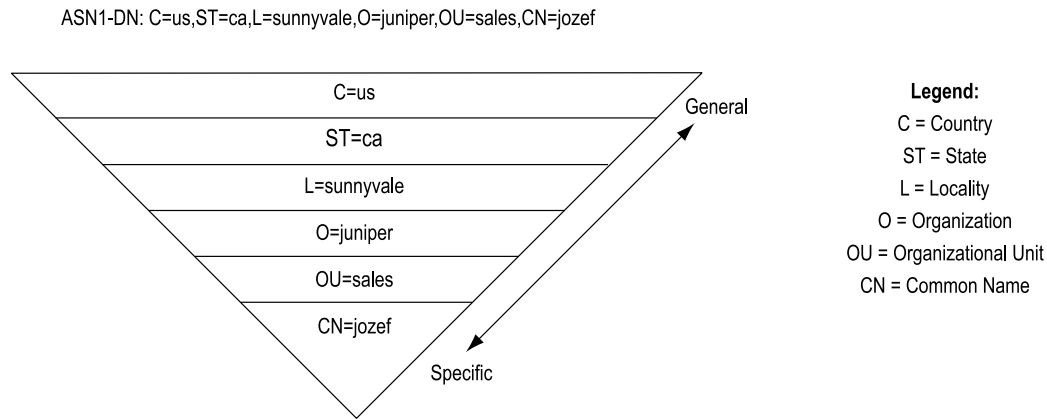 ASN1-DN: C=us,ST=ca,L=sunnyvale,O=juniper,OU=sales,CN=jozef
C=us
ST=ca
L=sunnyvale
O=juniper
OU=sales
CN=jozef
General
Specific
Legend:
C = Country
ST = State
L = Locality
O = Organization
OU = Organizational Unit
CN = Common Name